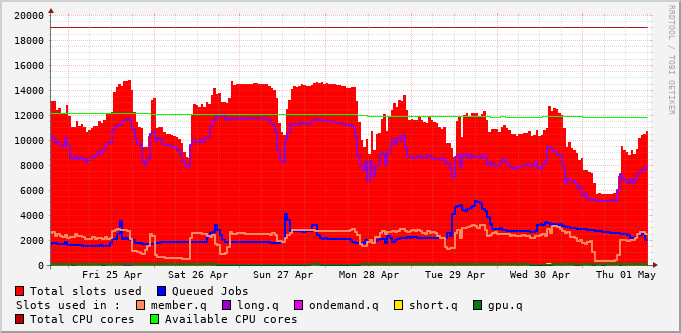 20000
18000
16000
14000
12000
10000
8000
6000
4000
2000
0
Fri 25 Apr Sat 26 Apr Sun 27 Apr Mon 28 Apr Tue 29 Apr Wed 30 Apr Thu 01 May
Total slots used Queued Jobs
Slots used in : member.q long.q ondemand.q short.q gpu.q
Total CPU cores Available CPU cores
RRDTOOL / TOBI OETIKER